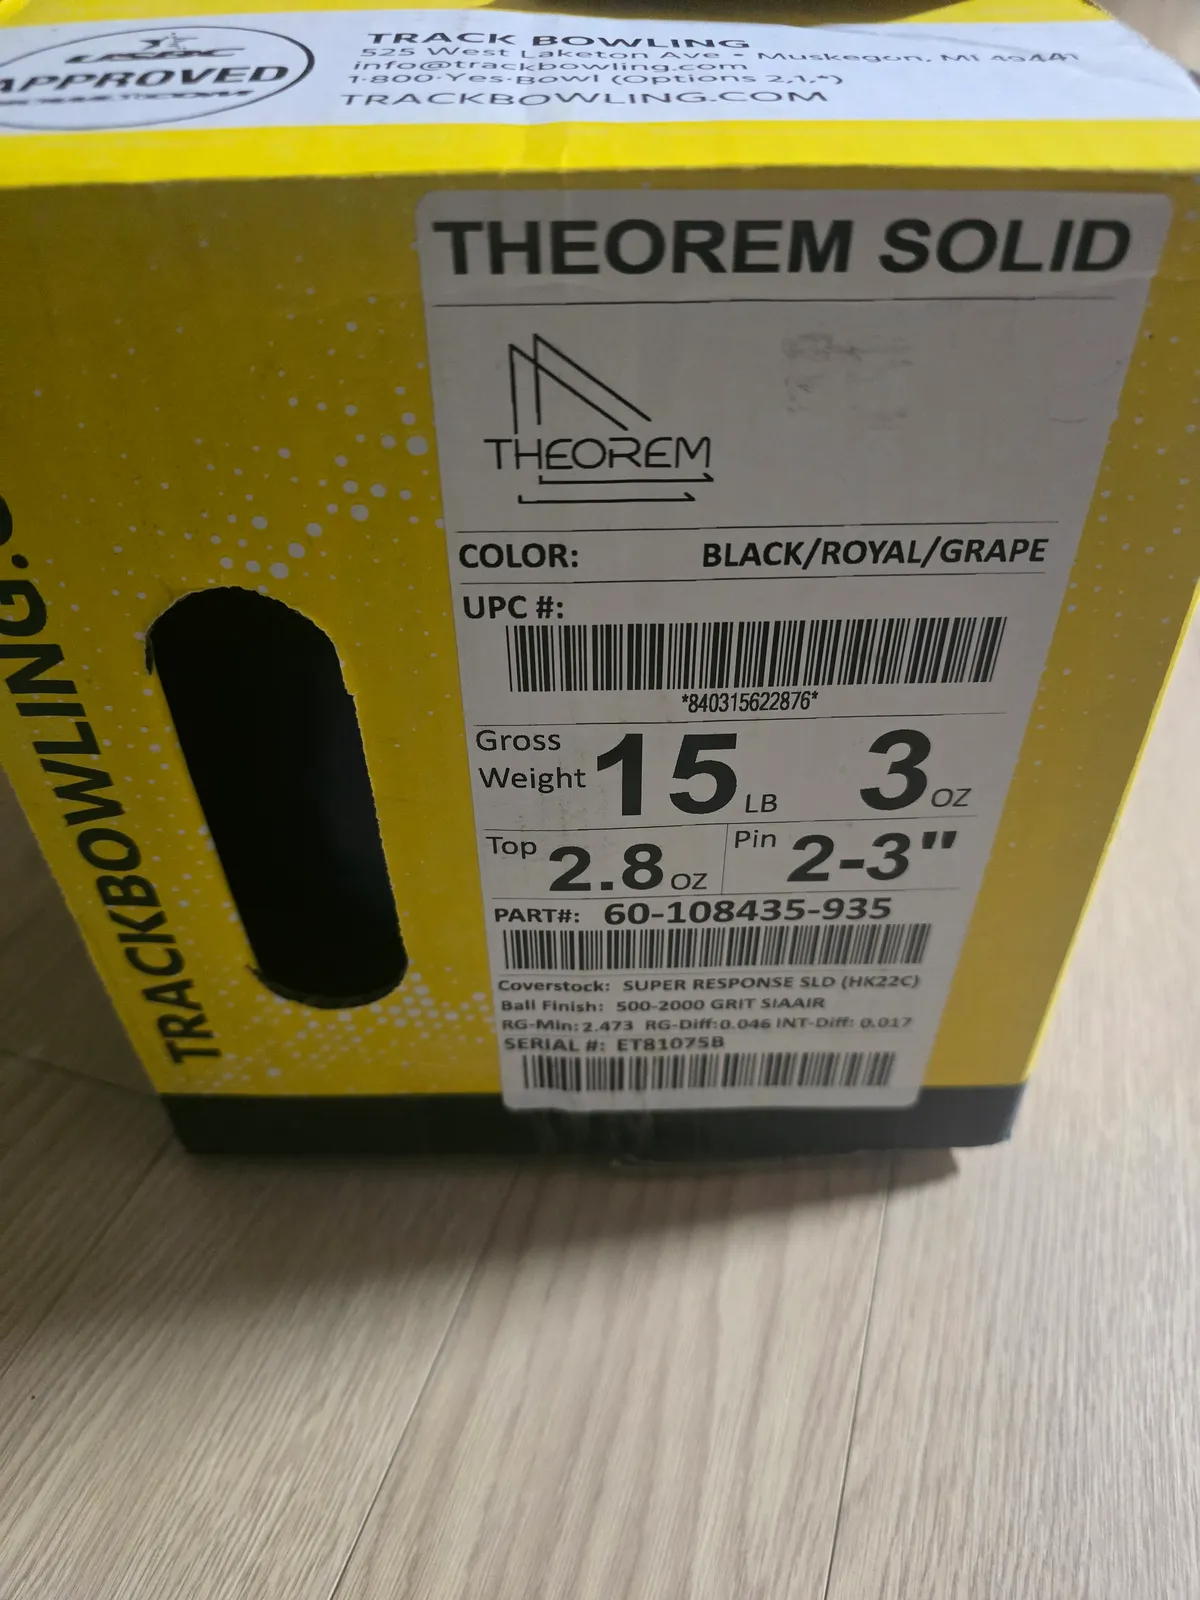 APPROVED
TRACK BOWLING
525 West Laketon Ave - Muskegon, MI 49441
info@trackbowling.com
1-800-Yes-Bowl (Options 2,1,*)
TRACKBOWLING.COM
TRACKBOWLING.
THEOREM SOLID
THEOREM
COLOR: BLACK/ROYAL/GRAPE
UPC #:
*840315622876*
Gross Weight 15 LB 3 OZ
Top 2.8 OZ Pin 2-3"
PART#: 60-108435-935
Coverstock: SUPER RESPONSE SLD (HK22C)
Ball Finish: 500-2000 GRIT SIAAIR
RG-Min: 2.473 RG-Diff: 0.046 INT-Diff: 0.017
SERIAL #: ET81075B